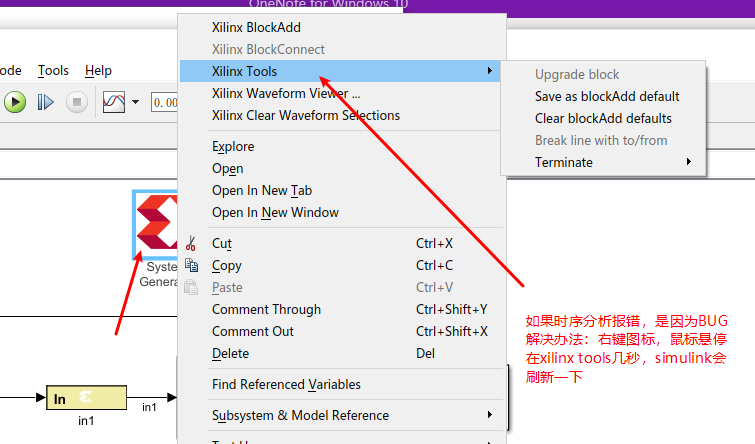 OneNote for Windows 10
Xilinx BlockAdd
Xilinx BlockConnect
ode Tools Help
Xilinx Tools
Upgrade block
Xilinx Waveform Viewer ...
Save as blockAdd default
0. 00
Xilinx Clear Waveform Selections
Clear blockAdd defaults
Break line with to/from
Explore
Terminate
Open
Open In New Tab
Open In New Window
Cut Ctrl+X
Syste
Copy Ctrl+C
Genera
Paste Ctrl+V
Comment Through Ctrl+Shift+Y
Comment Out Ctrl+Shift+X
Delete Del
如果时序分析报错，是因为BUG
解决办法：右键图标，鼠标悬停
在xilinx tools几秒，simulink会
刷新一下
Find Referenced Variables
In
in1
in1
Subsystem & Model Reference